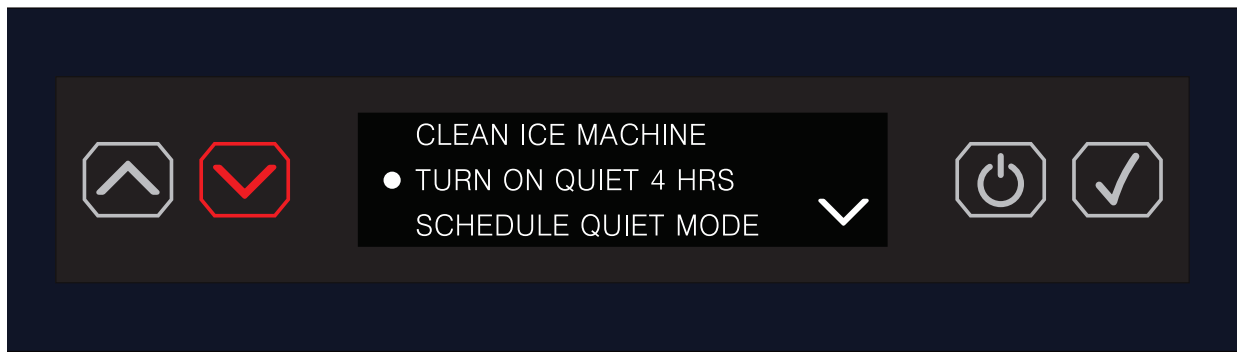 CLEAN ICE MACHINE
TURN ON QUIET 4 HRS
SCHEDULE QUIET MODE